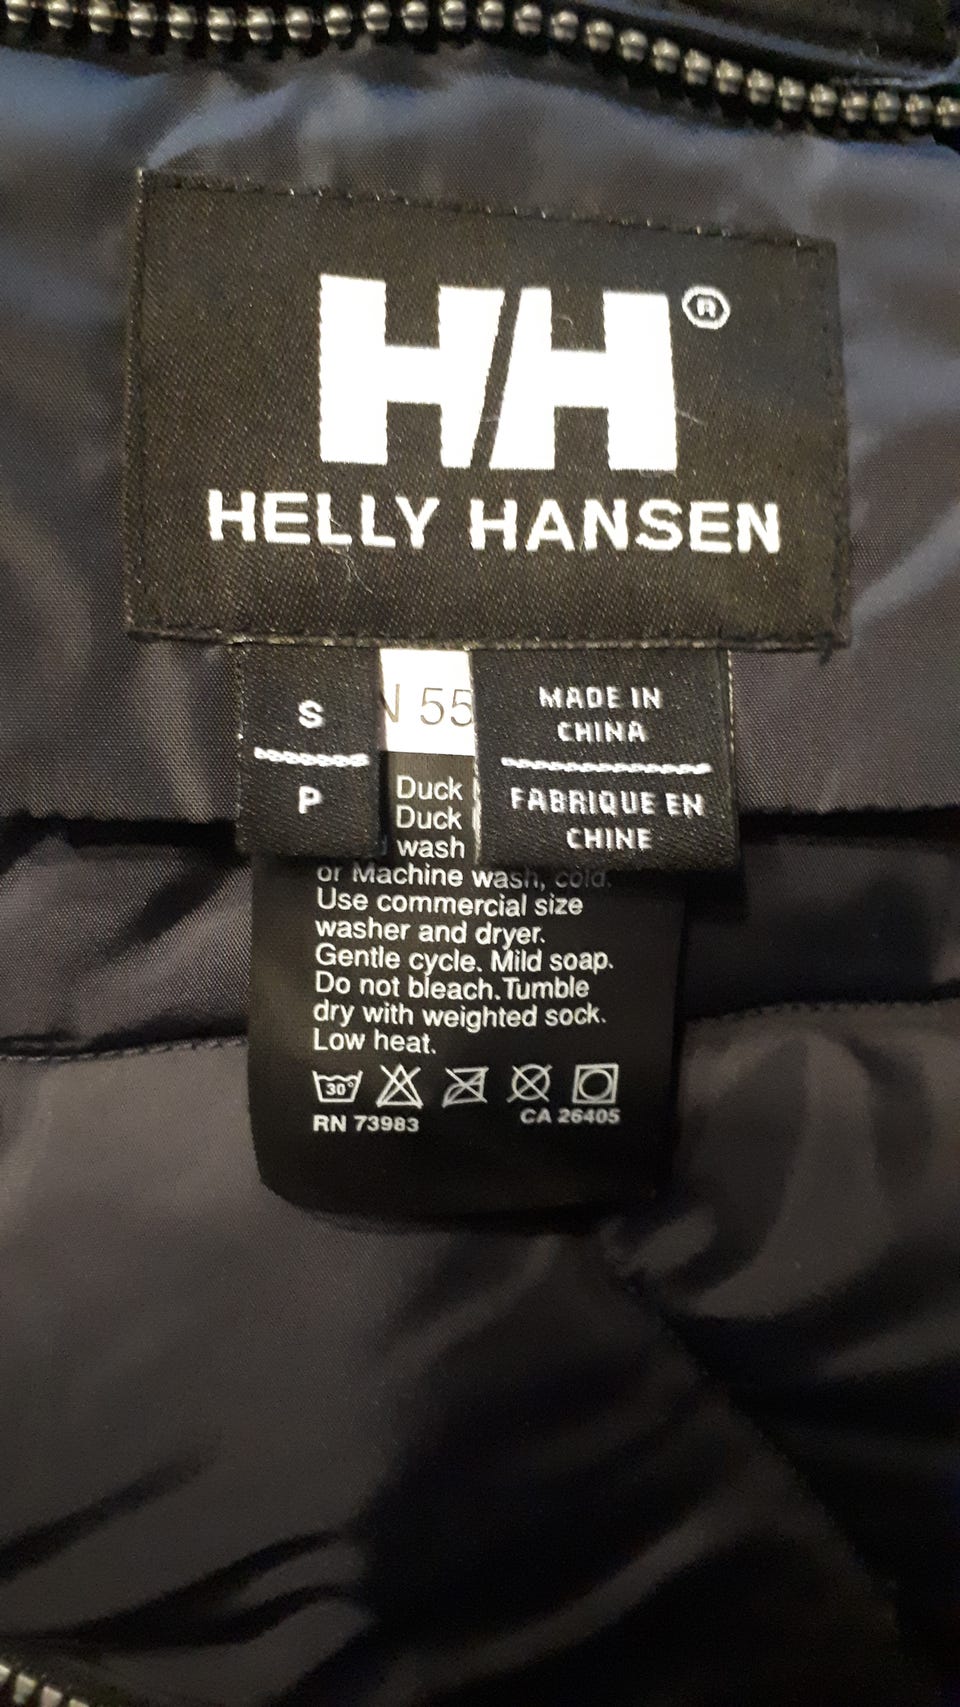 HH®
HELLY HANSEN
S
P
55
MADE IN
CHINA
FABRIQUE EN
CHINE
Duck
Duck
wash
or Machine wash, cold.
Use commercial size
washer and dryer.
Gentle cycle. Mild soap.
Do not bleach. Tumble
dry with weighted sock.
Low heat.
30°
RN 73983 CA 26405